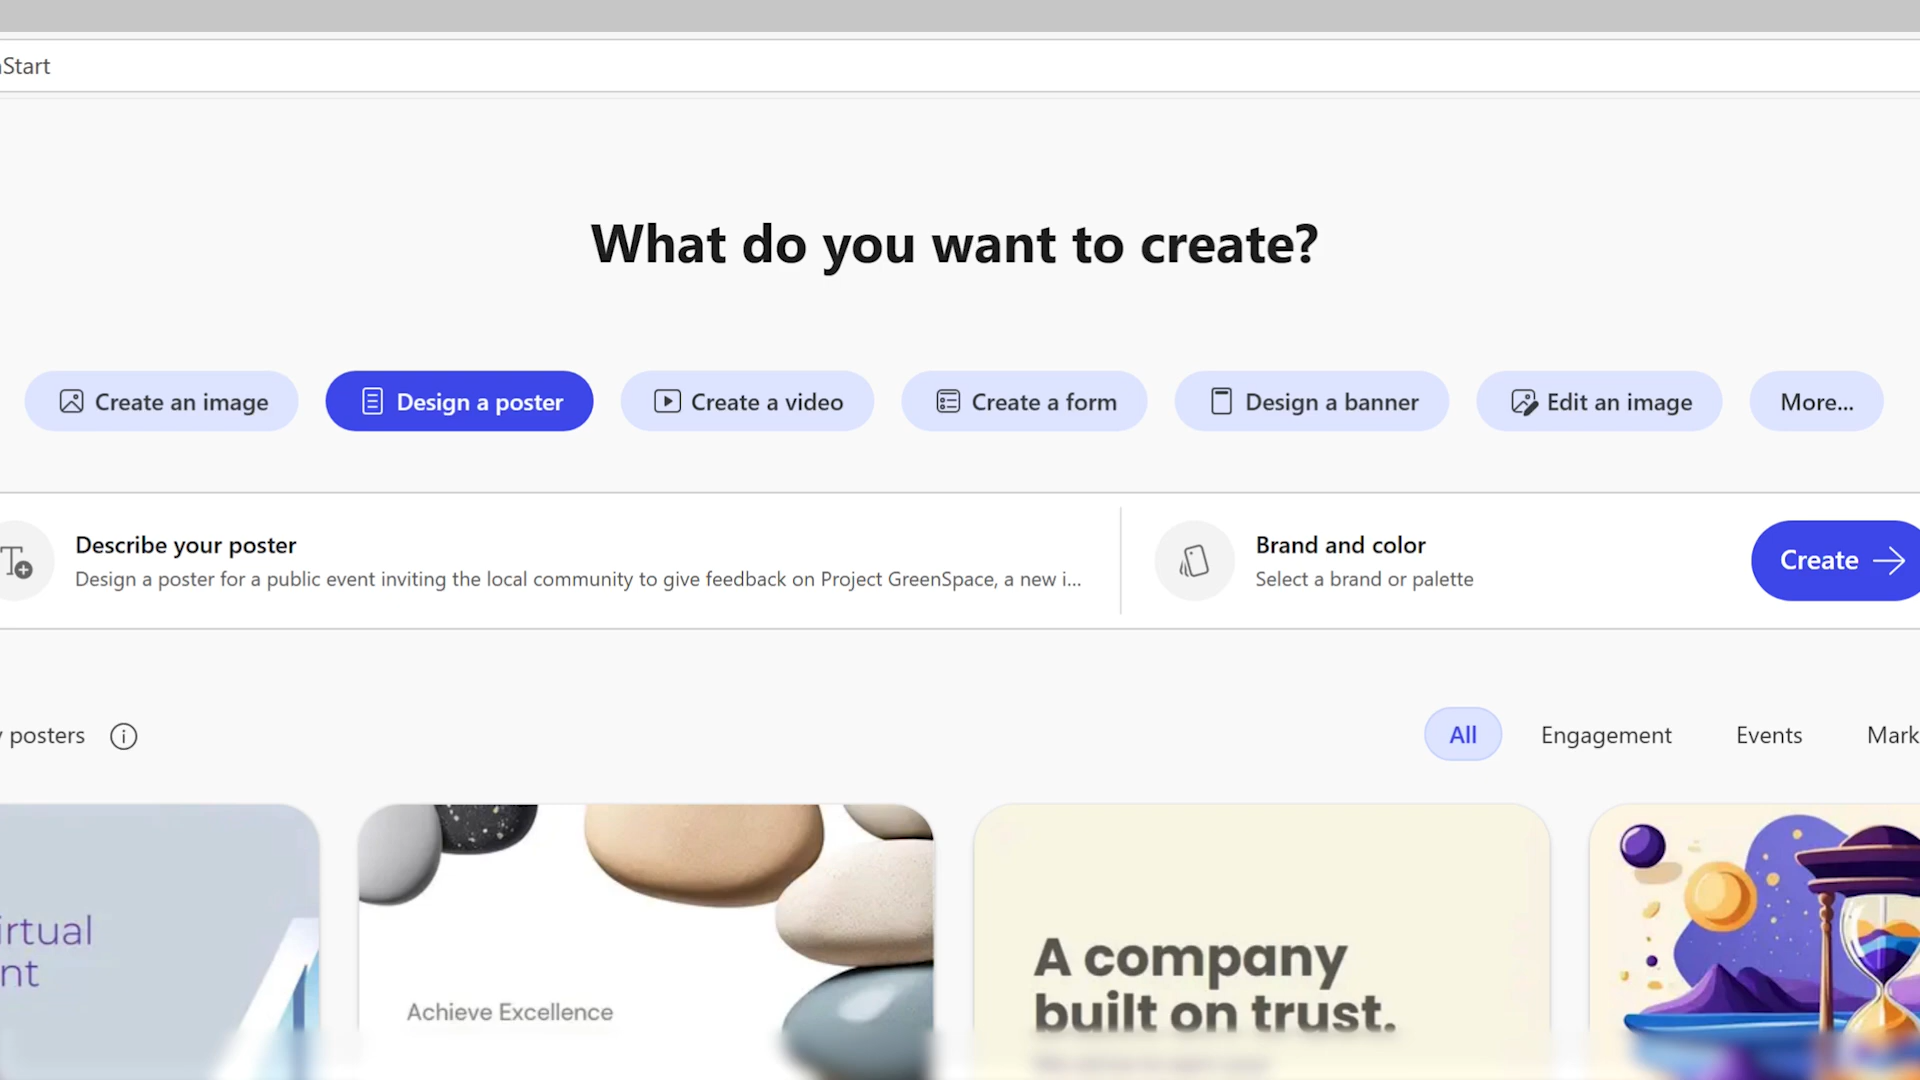 Start
What do you want to create?
Create an image
Design a poster
Create a video
Create a form
Design a banner
Edit an image
More...
Describe your poster
Design a poster for a public event inviting the local community to give feedback on Project GreenSpace, a new i...
Brand and color
Select a brand or palette
Create
posters
All
Engagement
Events
Mark
irtual
nt
Achieve Excellence
A company
built on trust.